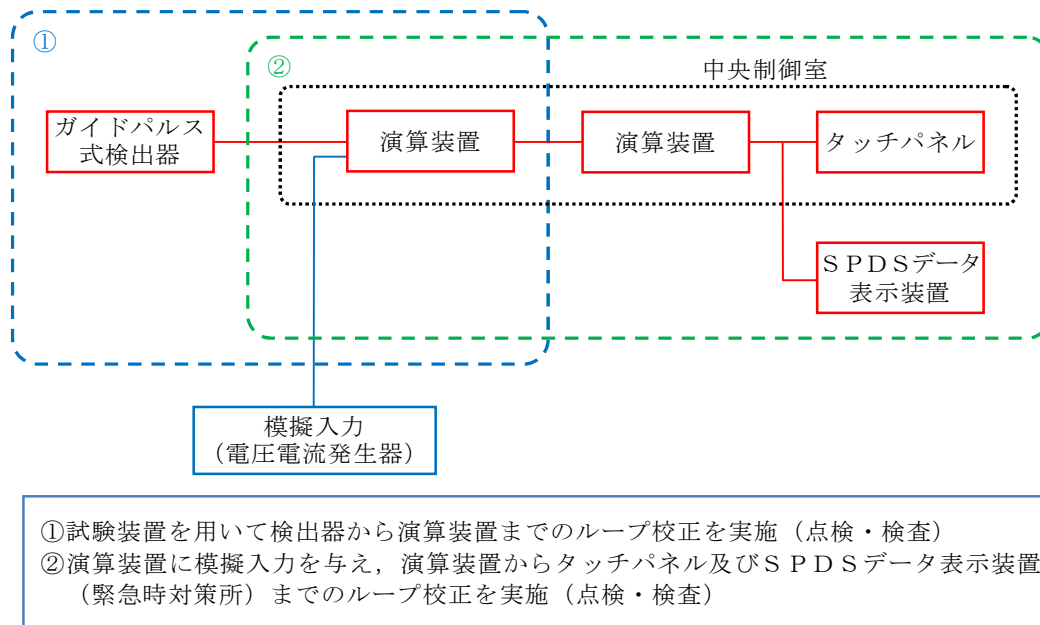 ①
②
中央制御室
ガイドパルス
式検出器
演算装置
演算装置
タッチパネル
ＳＰＤＳデータ
表示装置
模擬入力
（電圧電流発生器）
①試験装置を用いて検出器から演算装置までのループ校正を実施（点検・検査）
②演算装置に模擬入力を与え，演算装置からタッチパネル及びＳＰＤＳデータ表示装置
（緊急時対策所）までのループ校正を実施（点検・検査）